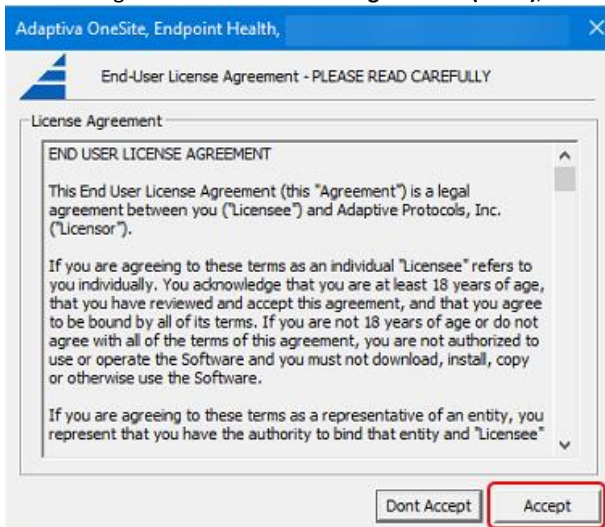 Adaptiva OneSite, Endpoint Health,
End-User License Agreement - PLEASE READ CAREFULLY
License Agreement
END USER LICENSE AGREEMENT
This End User License Agreement (this "Agreement") is a legal
agreement between you ("Licensee") and Adaptive Protocols, Inc.
("Licensor").
If you are agreeing to these terms as an individual "Licensee" refers to
you individually. You acknowledge that you are at least 18 years of age,
that you have reviewed and accept this agreement, and that you agree
to be bound by all of its terms. If you are not 18 years of age or do not
agree with all of the terms of this agreement, you are not authorized to
use or operate the Software and you must not download, install, copy
or otherwise use the Software.
If you are agreeing to these terms as a representative of an entity, you
represent that you have the authority to bind that entity and "Licensee"
Dont Accept
Accept